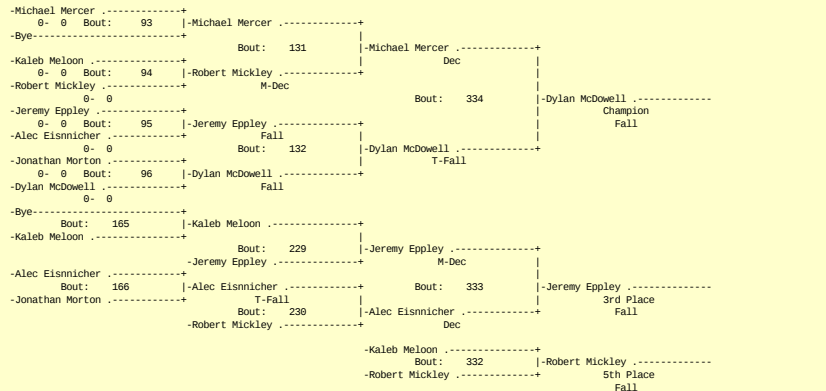 -Michael Mercer .-------------+
0-  0   Bout:     93     |-Michael Mercer .-------------+
-Bye--------------------------+                              |
Bout:    131         |-Michael Mercer .-------------+
-Kaleb Meloon .---------------+                              |              Dec             |
0-  0   Bout:     94     |-Robert Mickley .-------------+                              |
-Robert Mickley .-------------+             M-Dec                                           |
0-  0                                                       Bout:    334         |-Dylan McDowell .-------------
-Jeremy Eppley .--------------+                                                             |           Champion
0-  0   Bout:     95     |-Jeremy Eppley .--------------+                              |             Fall
-Alec Eisnnicher .------------+             Fall             |                              |
0-  0                         Bout:    132         |-Dylan McDowell .-------------+
-Jonathan Morton .------------+                              |            T-Fall
0-  0   Bout:     96     |-Dylan McDowell .-------------+
-Dylan McDowell .-------------+             Fall
0-  0
-Bye--------------------------+
Bout:    165         |-Kaleb Meloon .---------------+
-Kaleb Meloon .---------------+                              |
Bout:    229         |-Jeremy Eppley .--------------+
-Jeremy Eppley .--------------+             M-Dec            |
-Alec Eisnnicher .------------+                                                             |
Bout:    166         |-Alec Eisnnicher .------------+         Bout:    333         |-Jeremy Eppley .--------------
-Jonathan Morton .------------+            T-Fall            |                              |           3rd Place
Bout:    230         |-Alec Eisnnicher .------------+             Fall
-Robert Mickley .-------------+              Dec
-Kaleb Meloon .---------------+
Bout:    332         |-Robert Mickley .-------------
-Robert Mickley .-------------+           5th Place
Fall